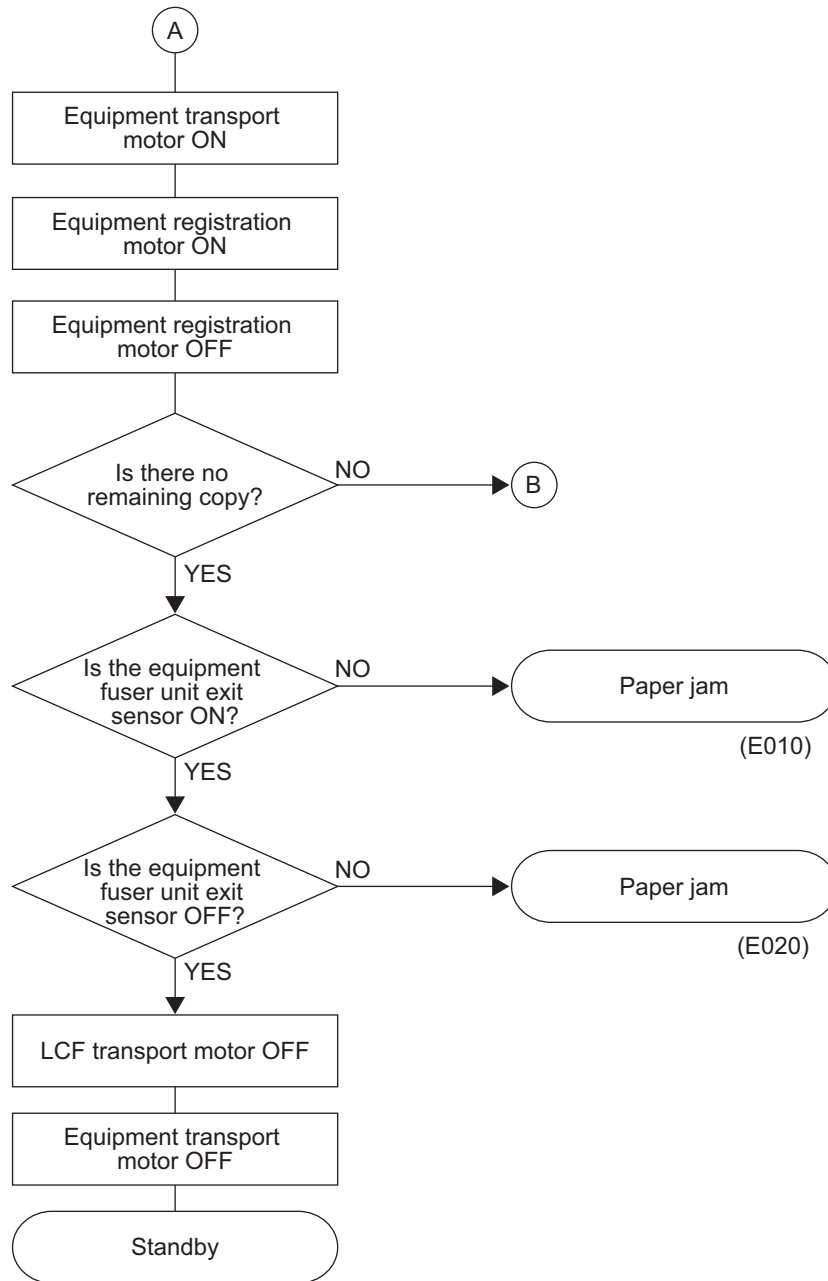 A
Equipment transport
motor ON
Equipment registration
motor ON
Equipment registration
motor OFF
Is there no
remaining copy?
NO
B
YES
Is the equipment
fuser unit exit
sensor ON?
NO
Paper jam
(E010)
YES
Is the equipment
fuser unit exit
sensor OFF?
NO
Paper jam
(E020)
YES
LCF transport motor OFF
Equipment transport
motor OFF
Standby